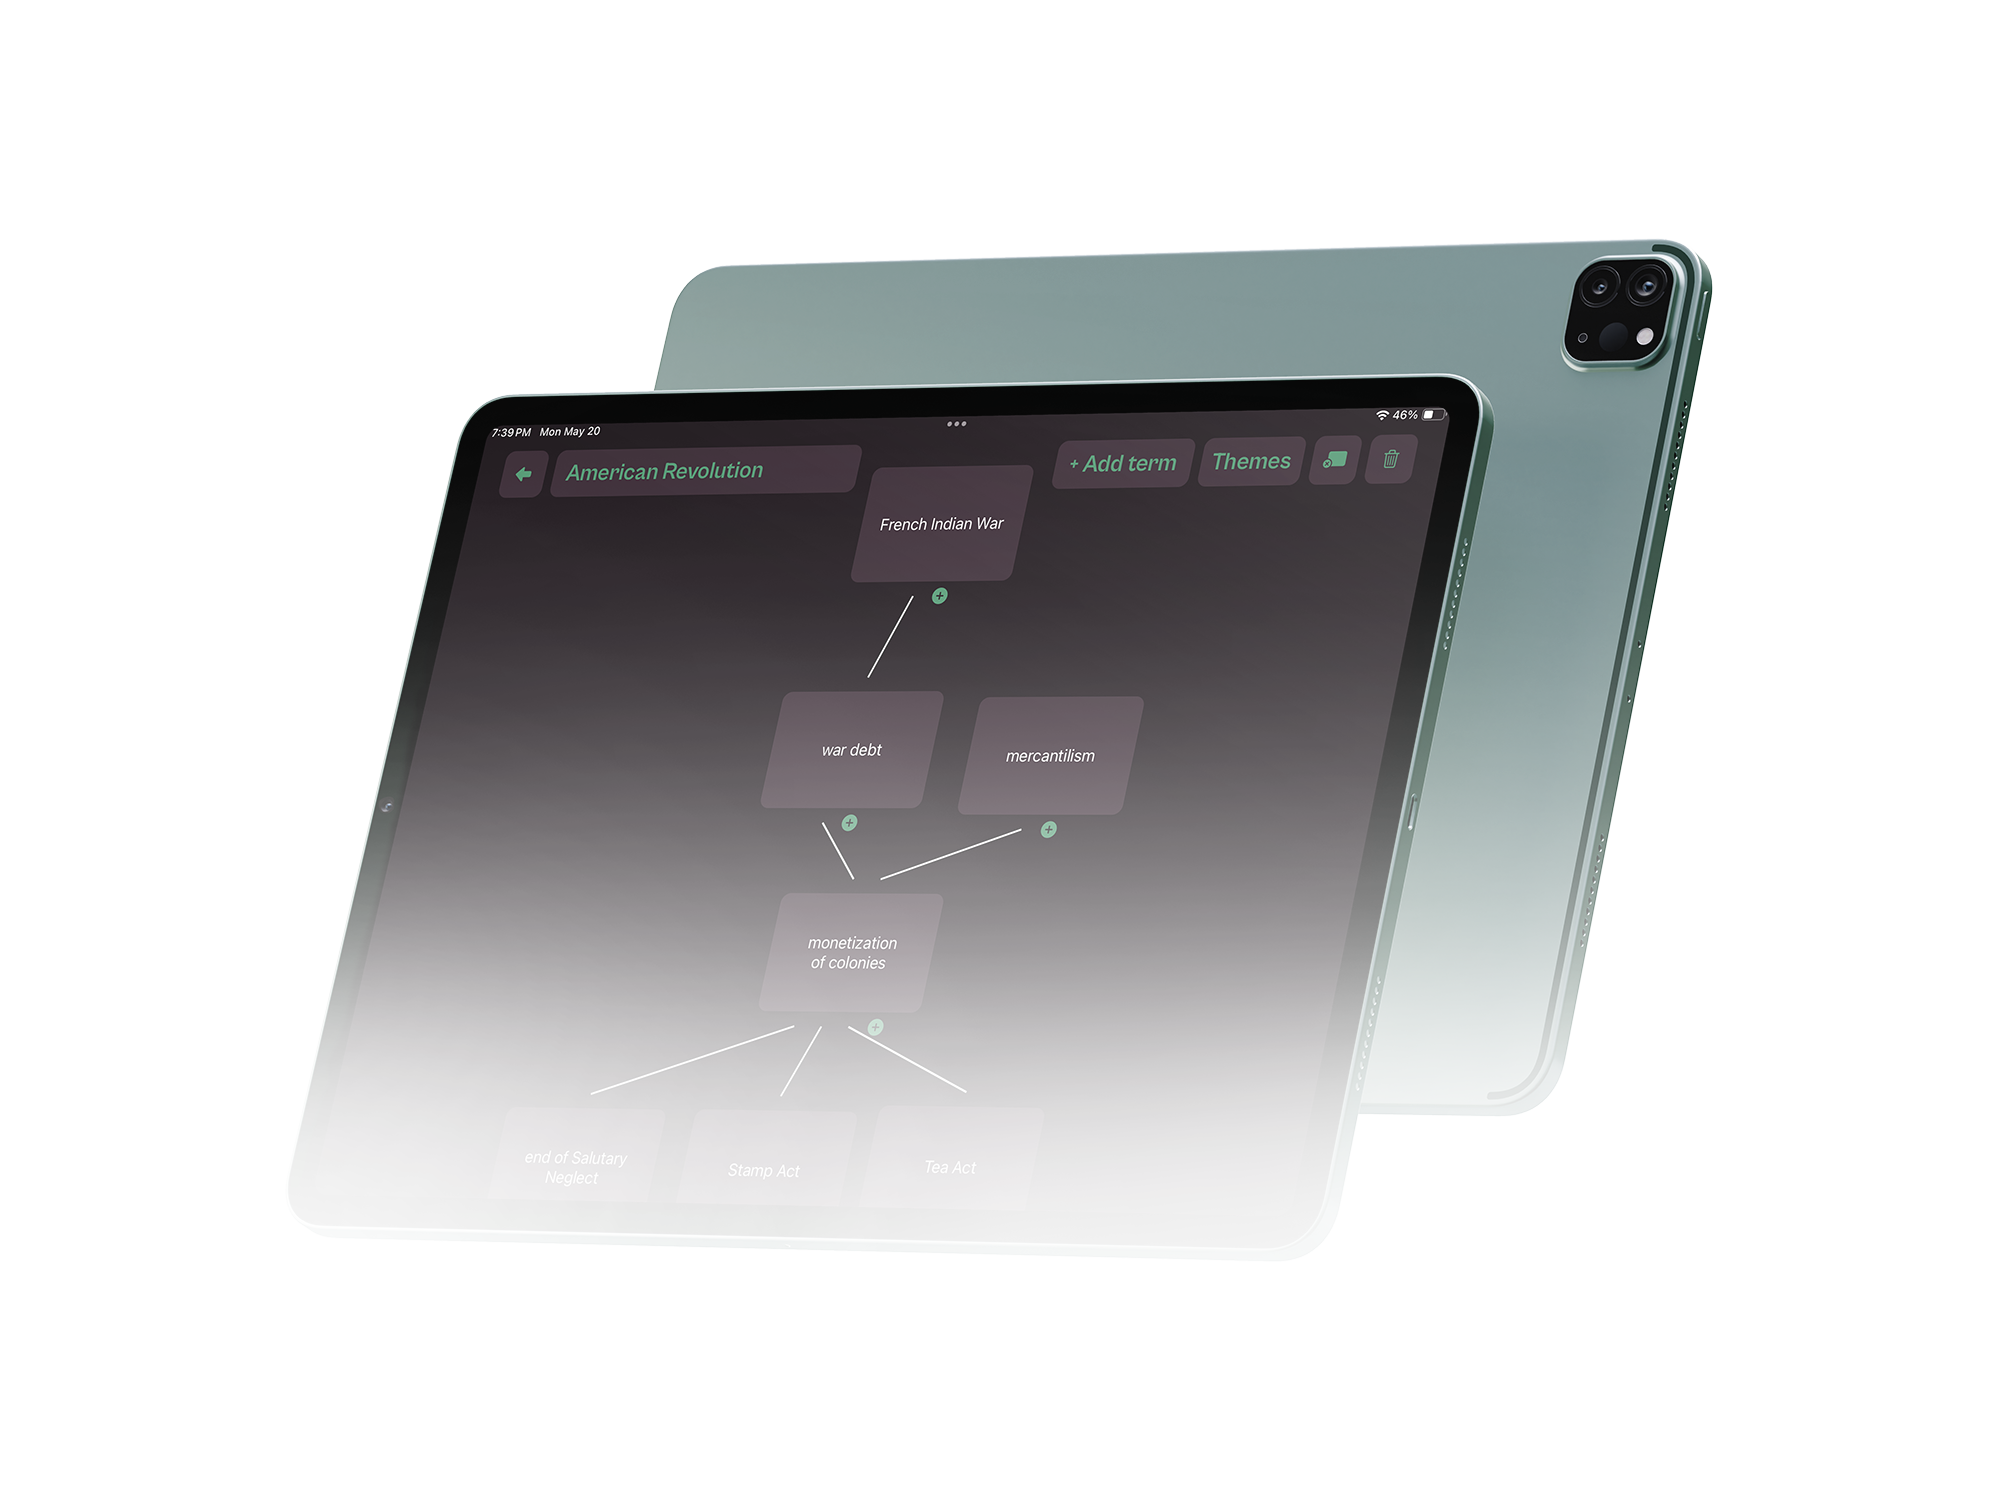 7:39 PM Mon May 20
46%
American Revolution
+ Add term
Themes
French Indian War
war debt
mercantilism
monetization
of colonies
end of Salutary
Neglect
Stamp Act
Tea Act